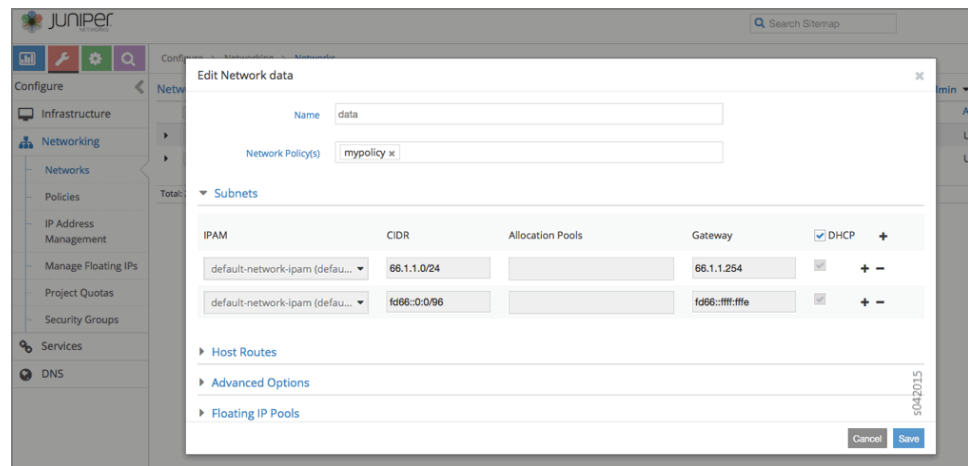 JUNIPER
NETWORKS
Search Sitemap
Configure > Networking > Networks
Configure
Edit Network data
Infrastructure
Name data
Networking
Network Policy(s) mypolicy
Networks
Subnets
Policies
Total:
IP Address
Management
IPAM CIDR Allocation Pools Gateway DHCP
Manage Floating IPs
default-network-ipam (defau... 66.1.1.0/24 66.1.1.254
Project Quotas
default-network-ipam (defau... fd66::0:0/96 fd66::ffff:fffe
Security Groups
Services
Host Routes
DNS
Advanced Options
Floating IP Pools
s042015
Cancel Save